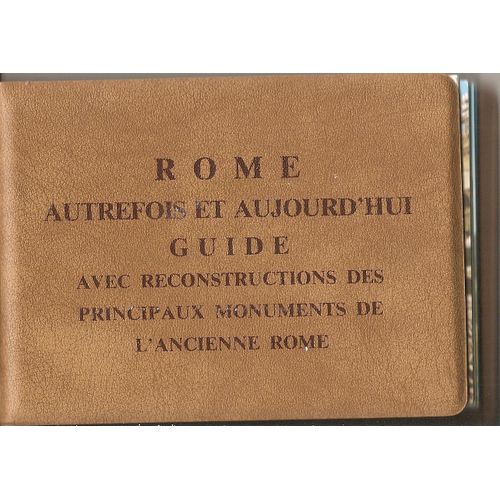 ROME
AUTREFOIS ET AUJOURD'HUI
GUIDE
AVEC RECONSTRUCTIONS DES
PRINCIPAUX MONUMENTS DE
L'ANCIENNE ROME